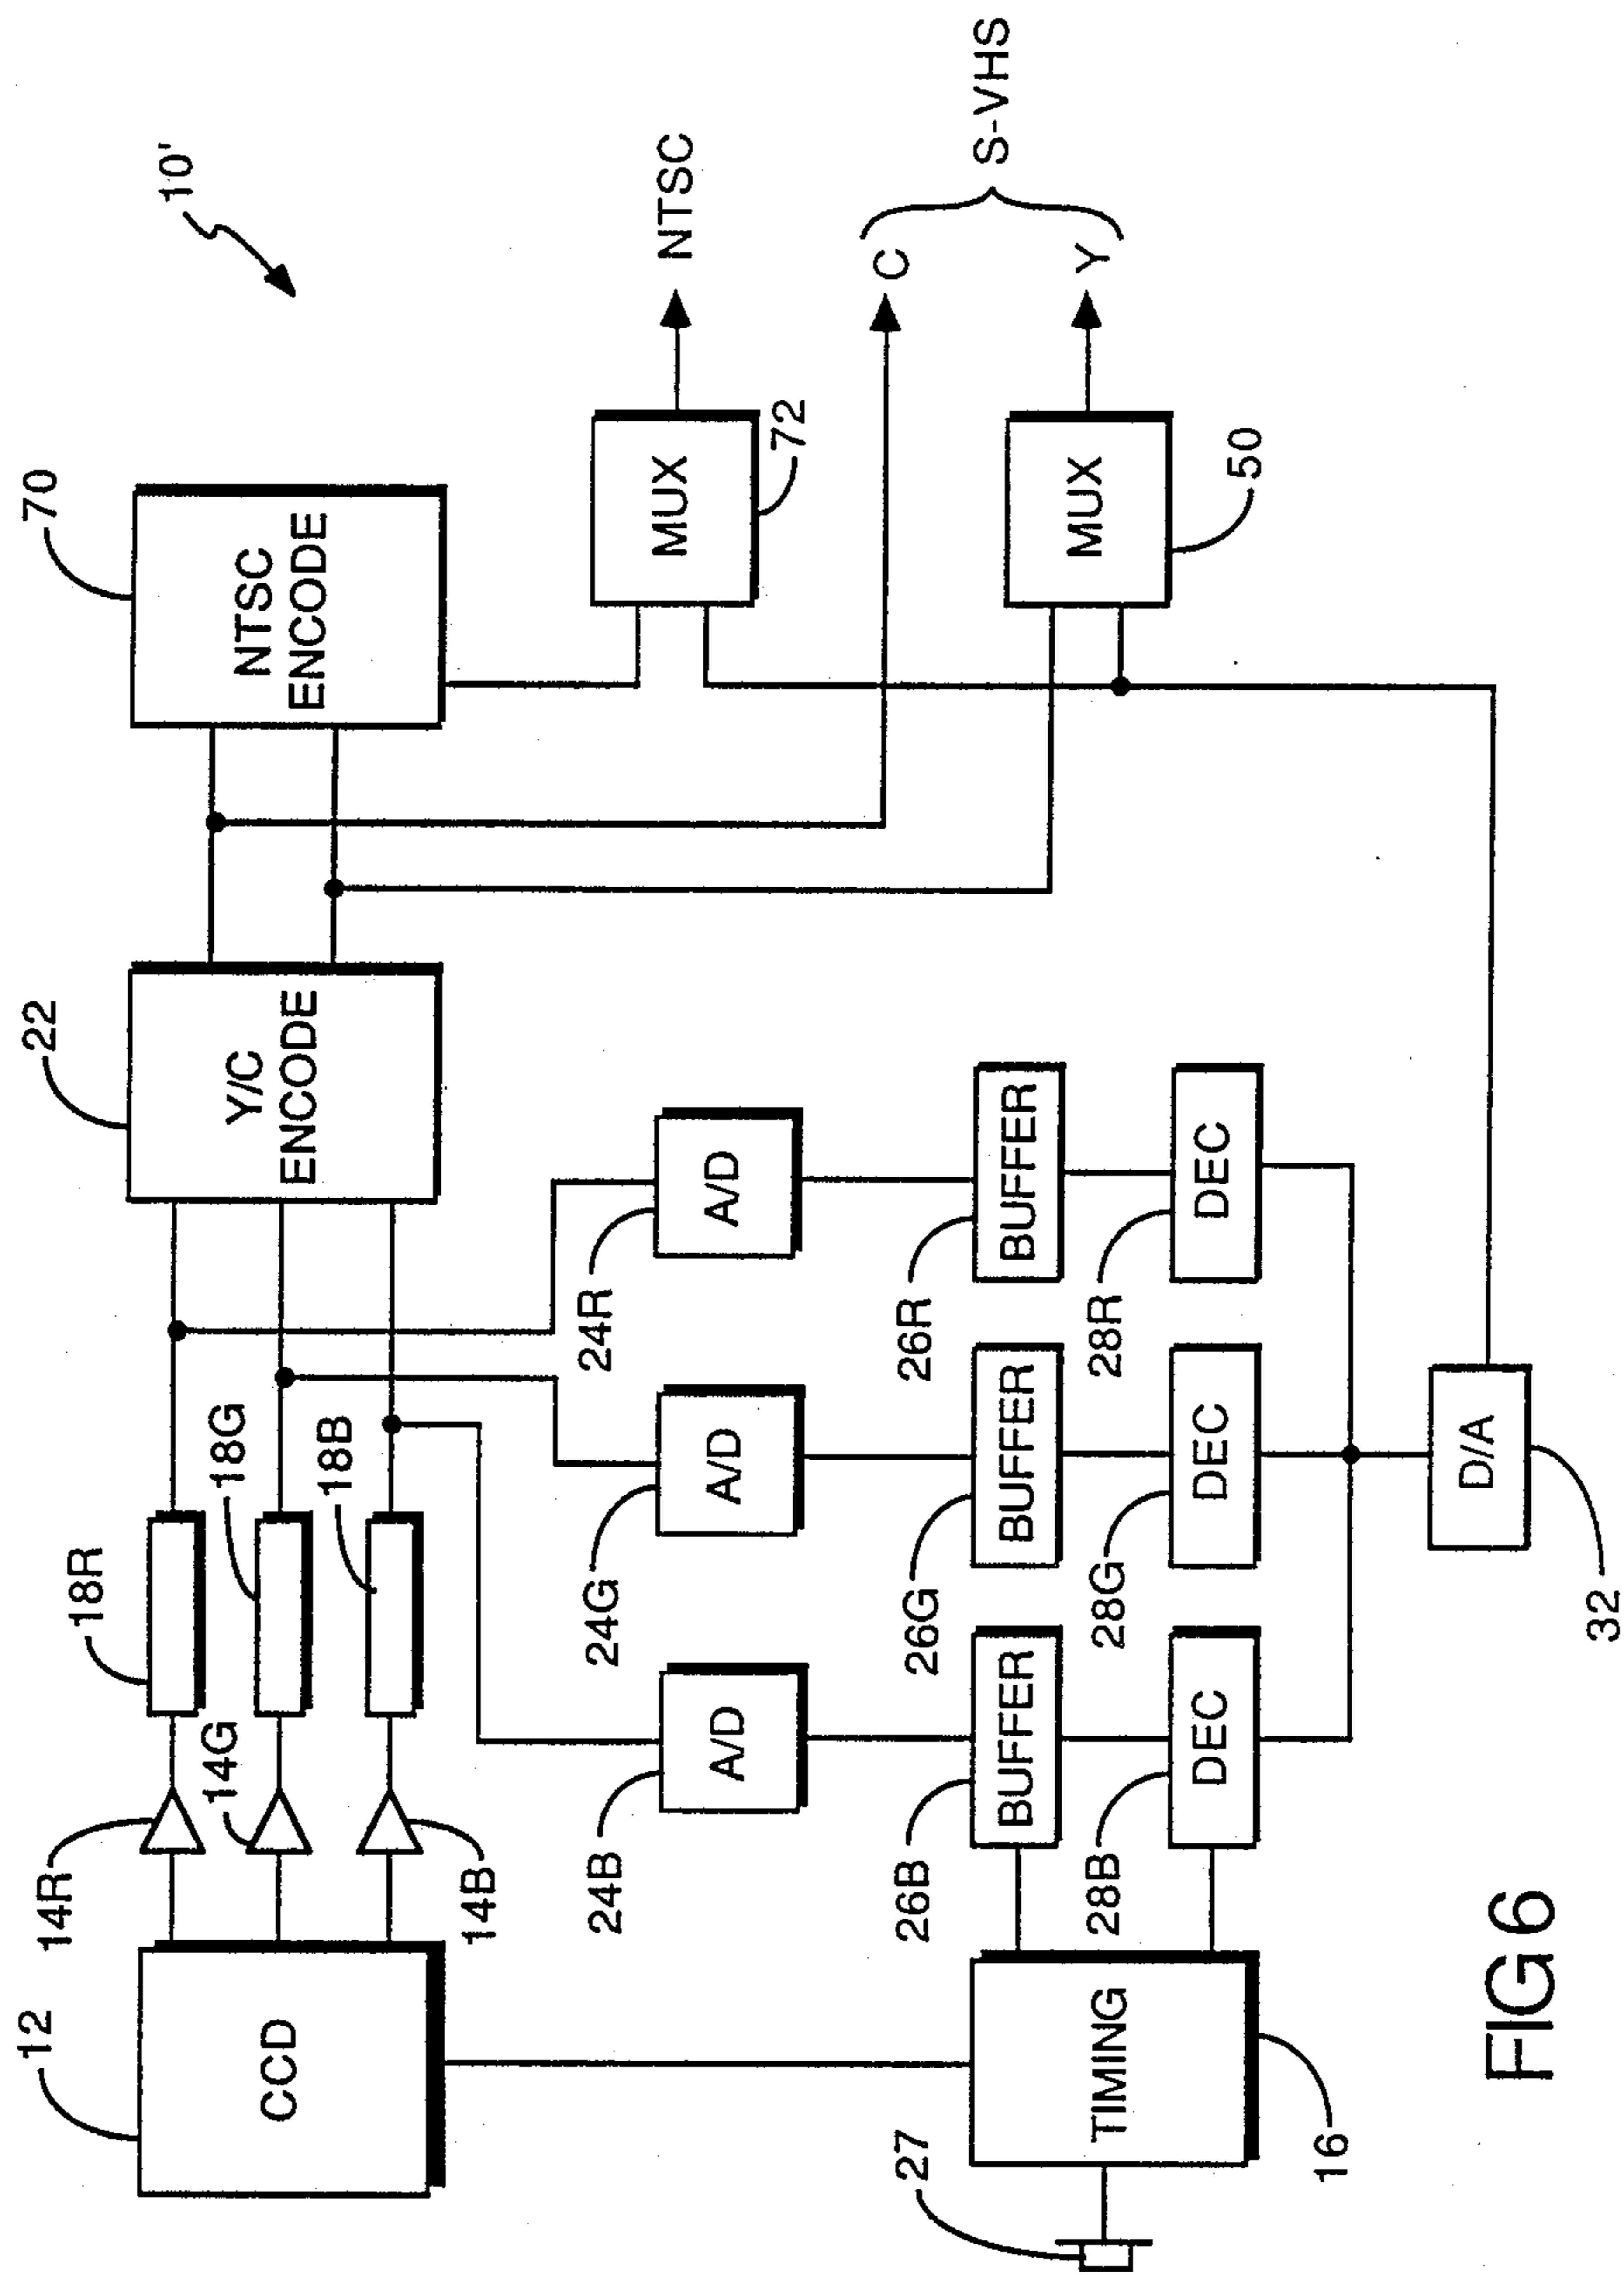 10'
12
CCD
14R
14G
14B
18R
18G
18B
22
Y/C
ENCODE
70
NTSC
ENCODE
MUX
72
NTSC
C
S-VHS
Y
MUX
50
24B
A/D
24G
A/D
24R
A/D
26B
BUFFER
26G
BUFFER
26R
BUFFER
28B
DEC
28G
DEC
28R
DEC
27
TIMING
16
D/A
32
FIG 6